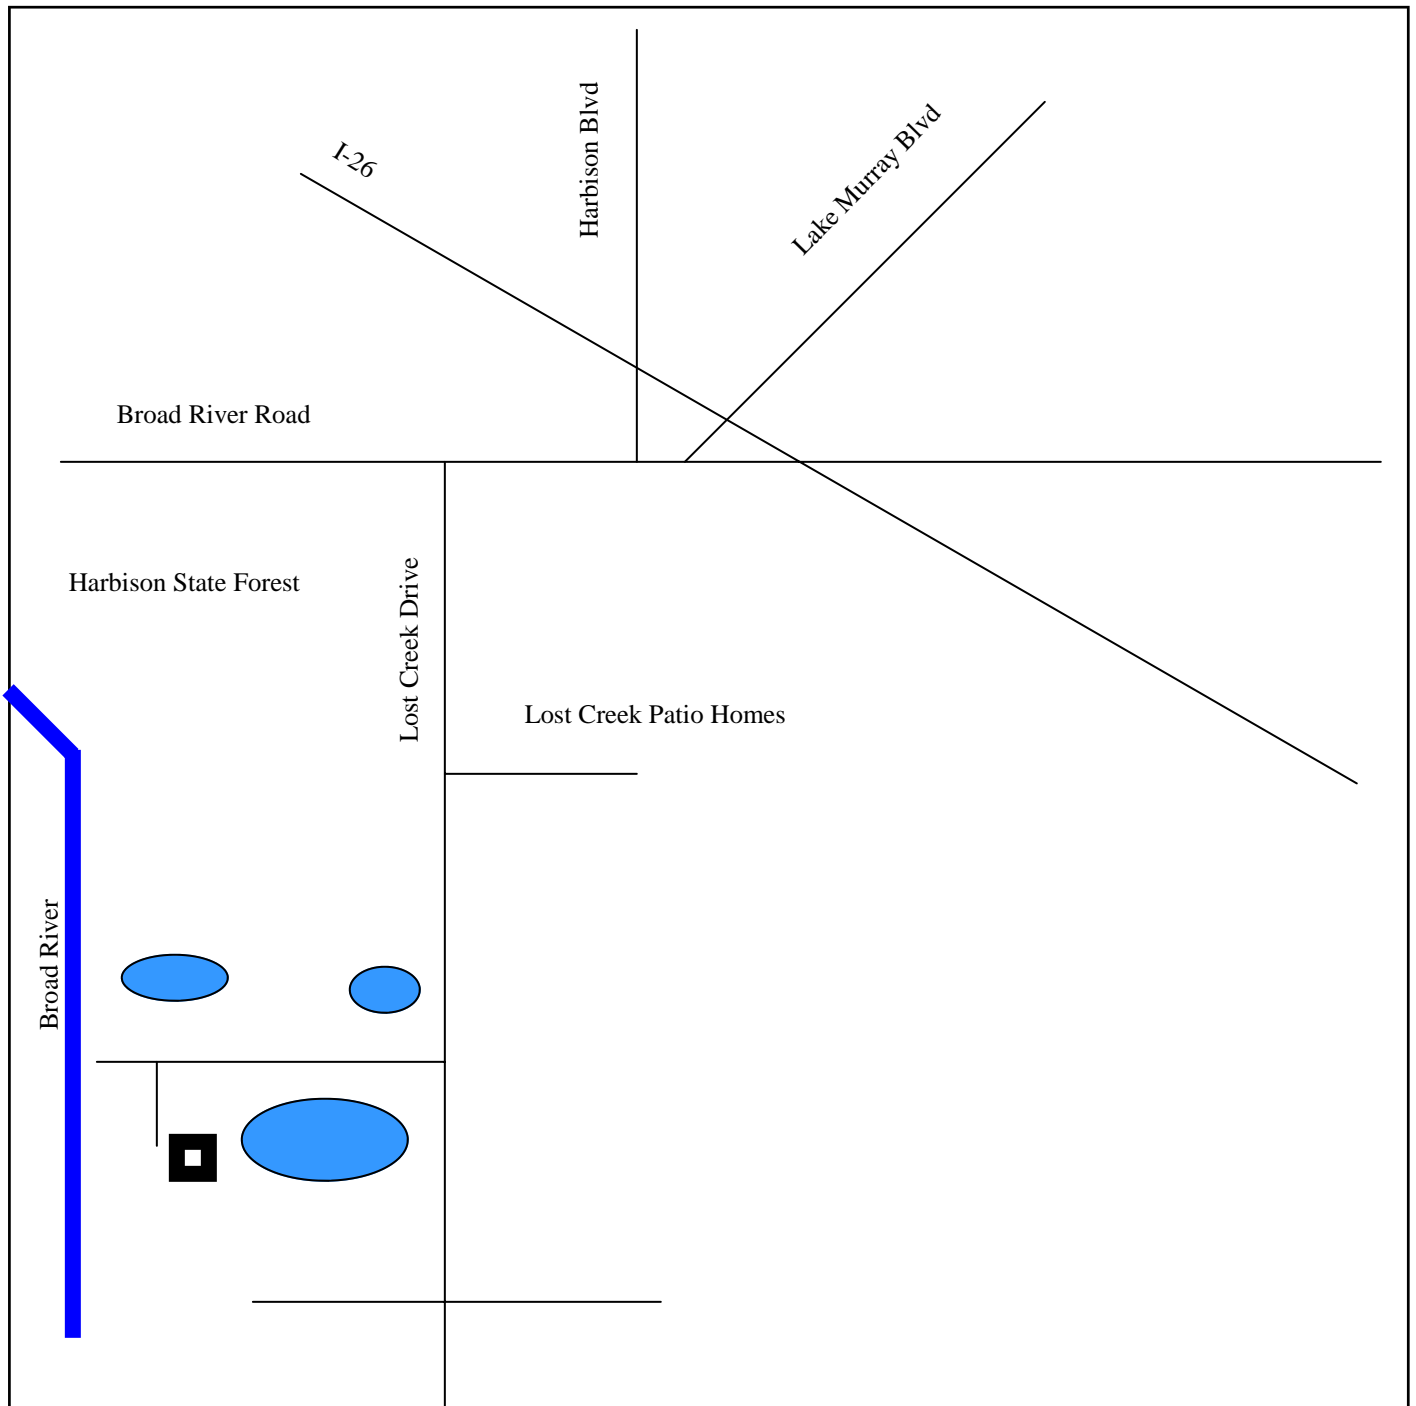 Harbison Blvd
Lake Murray Blvd
I-26
Broad River Road
Harbison State Forest
Lost Creek Drive
Lost Creek Patio Homes
Broad River